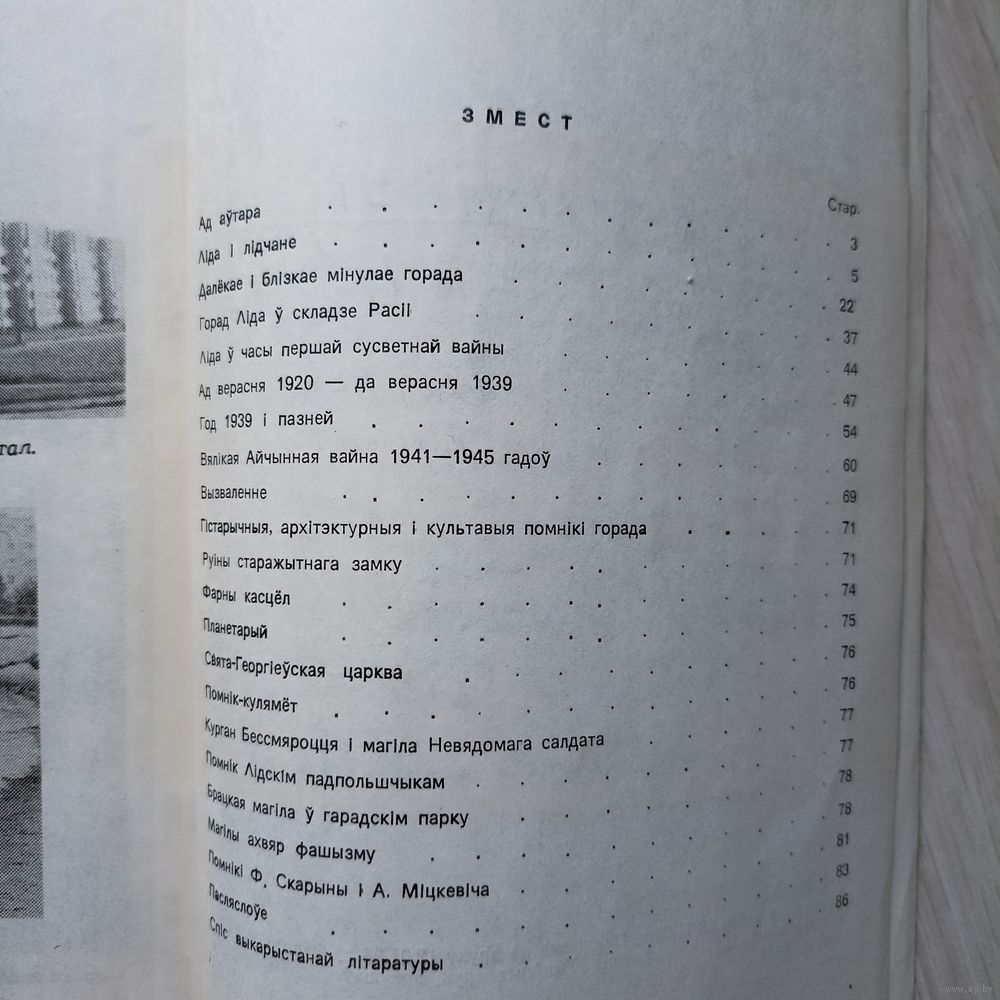 тал.
ЗМЕСТ
Стар.
Ад аўтара . . . . . . . . . . 3
Ліда і лідчане . . . . . . . . . . 5
Далёкае і блізкае мінулае горада . . . . . . . 22
Горад Ліда ў складзе Расіі . . . . . . . . 37
Ліда ў часы першай сусветнай вайны . . . . . . 44
Ад верасня 1920 — да верасня 1939 . . . . . . 47
Год 1939 і пазней . . . . . . . . . . 54
Вялікая Айчынная вайна 1941—1945 гадоў . . . . . . 60
Вызваленне . . . . . . . . . . 69
Гістарычныя, архітэктурныя і культавыя помнікі горада . . . . 71
Руіны старажытнага замку . . . . . . . . . 71
Фарны касцёл . . . . . . . . . . 74
Планетарый . . . . . . . . . . 75
Свята-Георгіеўская царква . . . . . . . . 76
Помнік-кулямёт . . . . . . . . . . 76
Курган Бессмяроцця і магіла Невядомага салдата . . . . . 77
Помнік Лідскім падпольшчыкам . . . . . . . . 77
Брацкая магіла ў гарадскім парку . . . . . . . 78
Магілы ахвяр фашызму . . . . . . . . . 78
Помнікі Ф. Скарыны і А. Міцкевіча . . . . . . . 81
Пасляслоўе . . . . . . . . . . 83
Спіс выкарыстанай літаратуры . . . . . . . . 86
www.ay.by